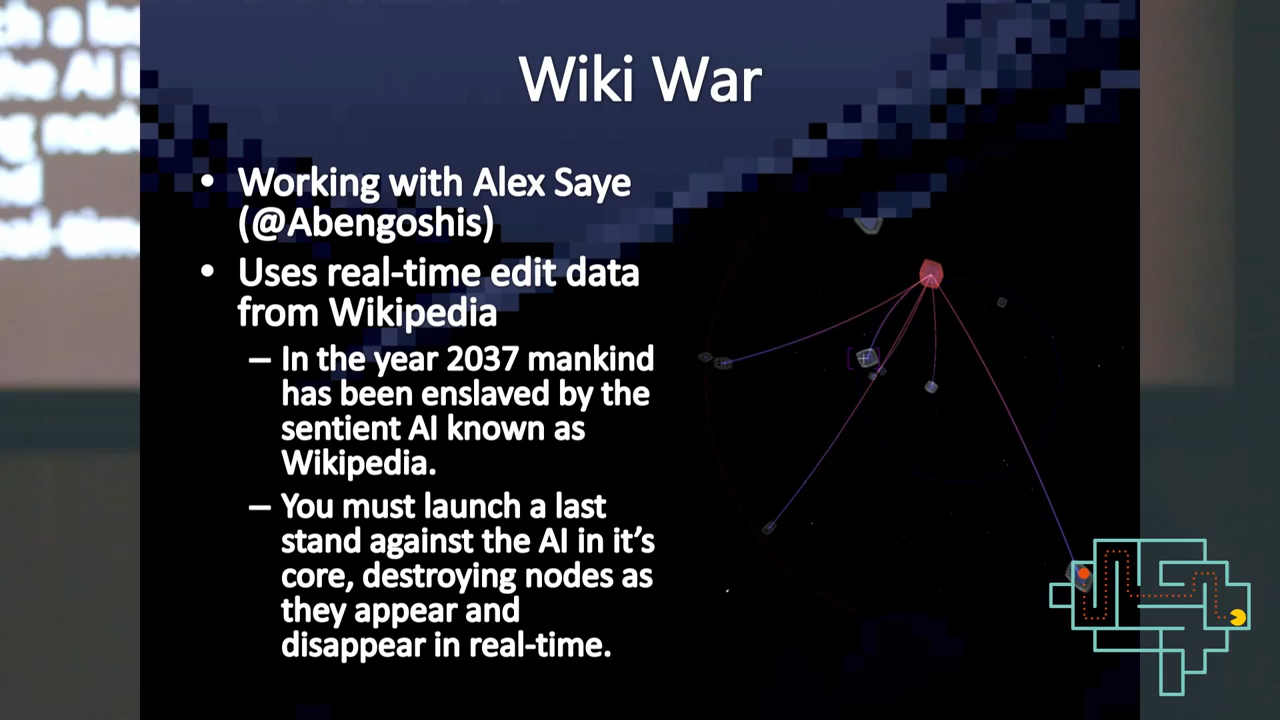 Wiki War
• Working with Alex Saye
(@Abengoshis)
• Uses real-time edit data
from Wikipedia
– In the year 2037 mankind
has been enslaved by the
sentient AI known as
Wikipedia.
– You must launch a last
stand against the AI in it’s
core, destroying nodes as
they appear and
disappear in real-time.